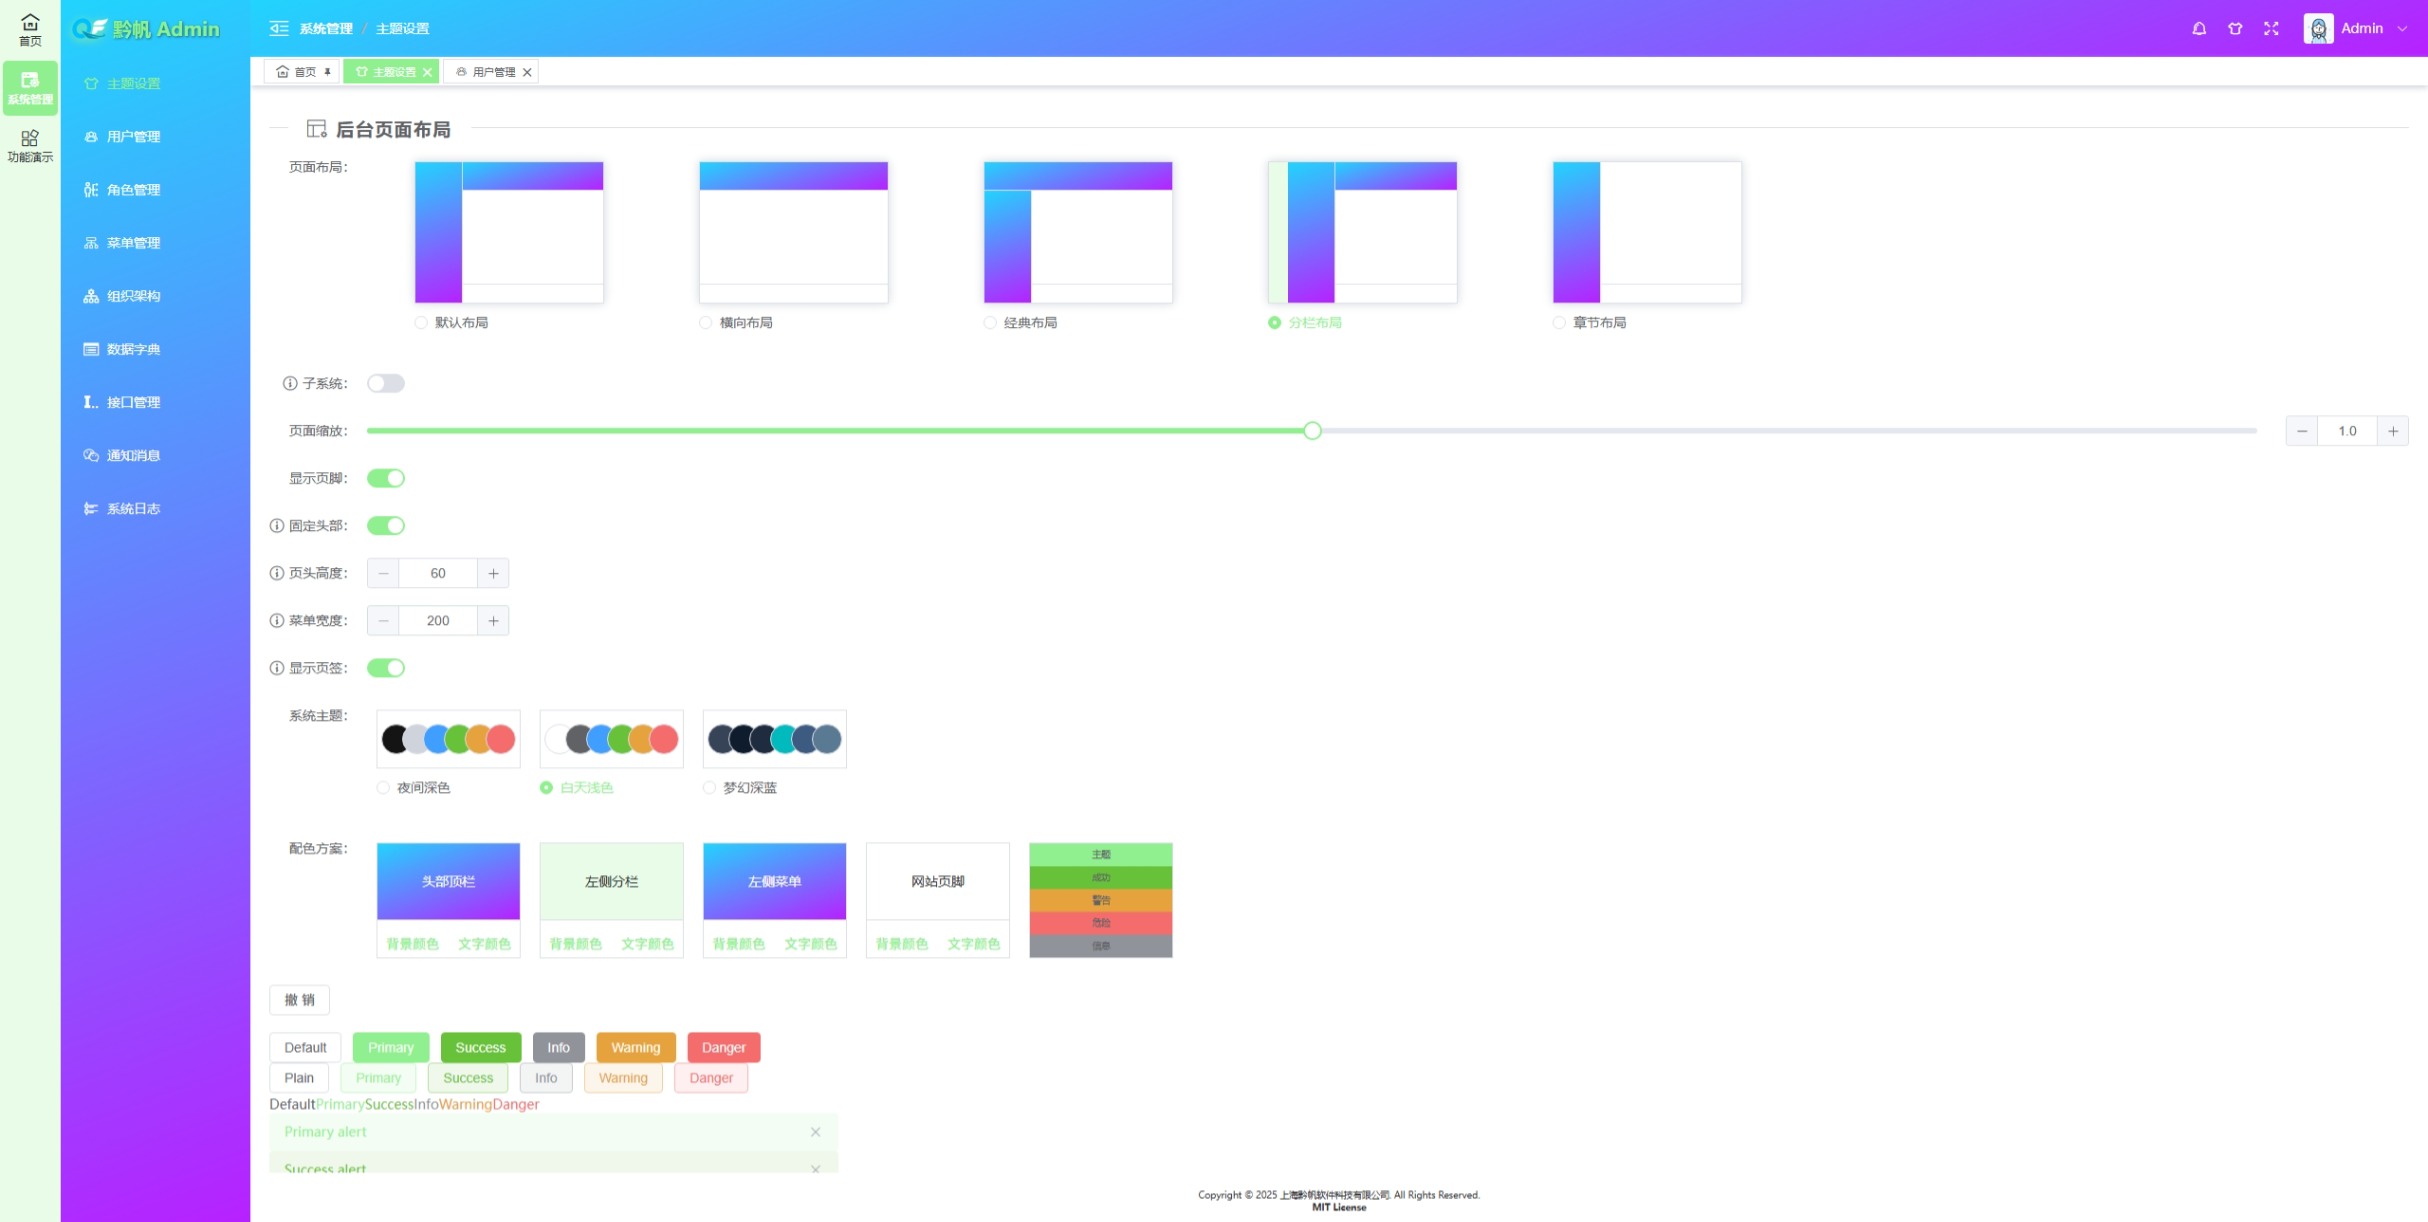 首页
系统管理
功能演示
黔帆 Admin
主题设置
用户管理
角色管理
菜单管理
组织架构
数据字典
接口管理
通知消息
系统日志
系统管理 / 主题设置
Admin
首页 主题设置 用户管理
后台页面布局
页面布局:
默认布局 横向布局 经典布局 分栏布局 章节布局
子系统:
页面缩放: 1.0
显示页脚:
固定头部:
页头高度: 60
菜单宽度: 200
显示页签:
系统主题:
夜间深色 白天浅色 梦幻深蓝
配色方案:
头部顶栏 左侧分栏 左侧菜单 网站页脚
背景颜色 文字颜色 背景颜色 文字颜色 背景颜色 文字颜色 背景颜色 文字颜色
主题
成功
警告
危险
信息
撤 销
Default Primary Success Info Warning Danger
Plain Primary Success Info Warning Danger
DefaultPrimarySuccessInfoWarningDanger
Primary alert
Success alert
Copyright © 2025 上海黔帆软件科技有限公司. All Rights Reserved.
MIT License